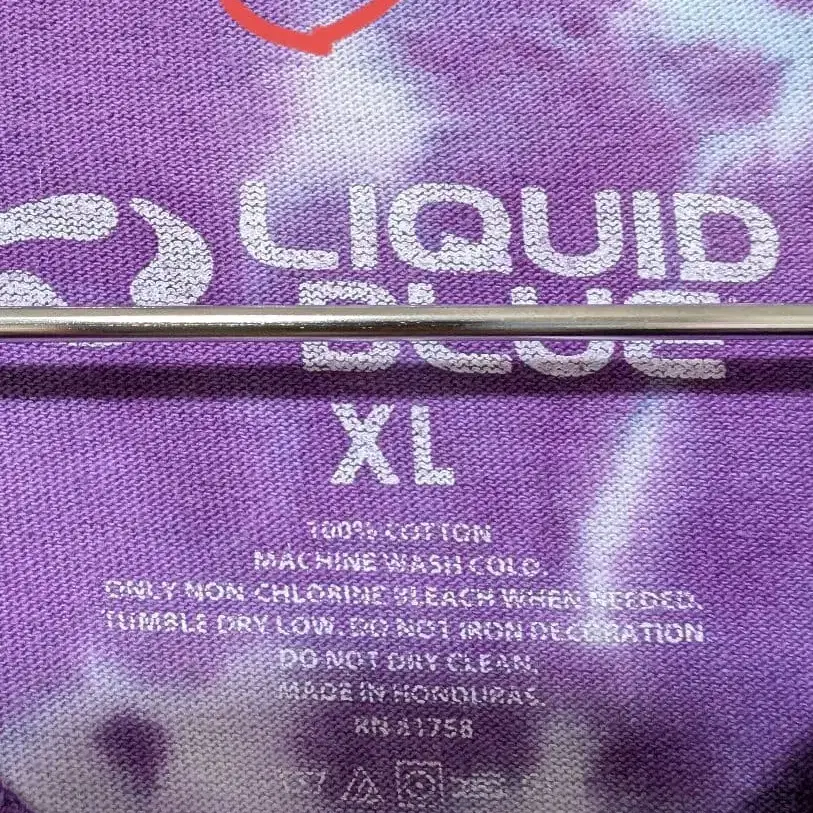 LIQUID
BLUE
XL
100% COTTON
MACHINE WASH COLD.
ONLY NON-CHLORINE BLEACH WHEN NEEDED.
TUMBLE DRY LOW. DO NOT IRON DECORATION
DO NOT DRY CLEAN.
MADE IN HONDURAS.
RN 81758